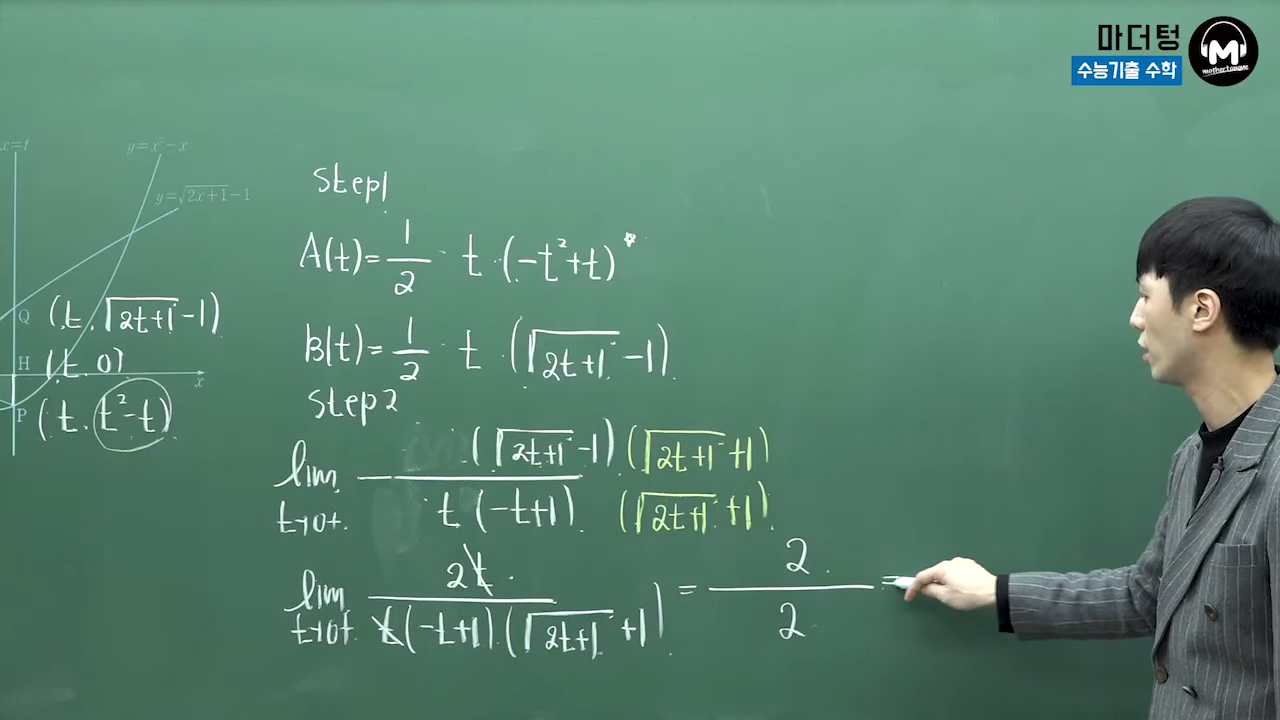 마더텅
수능기출 수학
M
mothertongue
x=t
y=x²-x
y=√(2x+1)-1
Q (t, √(2t+1)-1)
H (t, 0)
x
P (t, t²-t)
Step1
A(t)=1/2 · t · (-t²+t)
B(t)=1/2 · t · (√(2t+1)-1)
Step2
lim t→0+ (√(2t+1)-1)(√(2t+1)+1) / t(-t+1) (√(2t+1)+1)
lim t→0+ 2t / t(-t+1)·(√(2t+1)+1) = 2/2 =